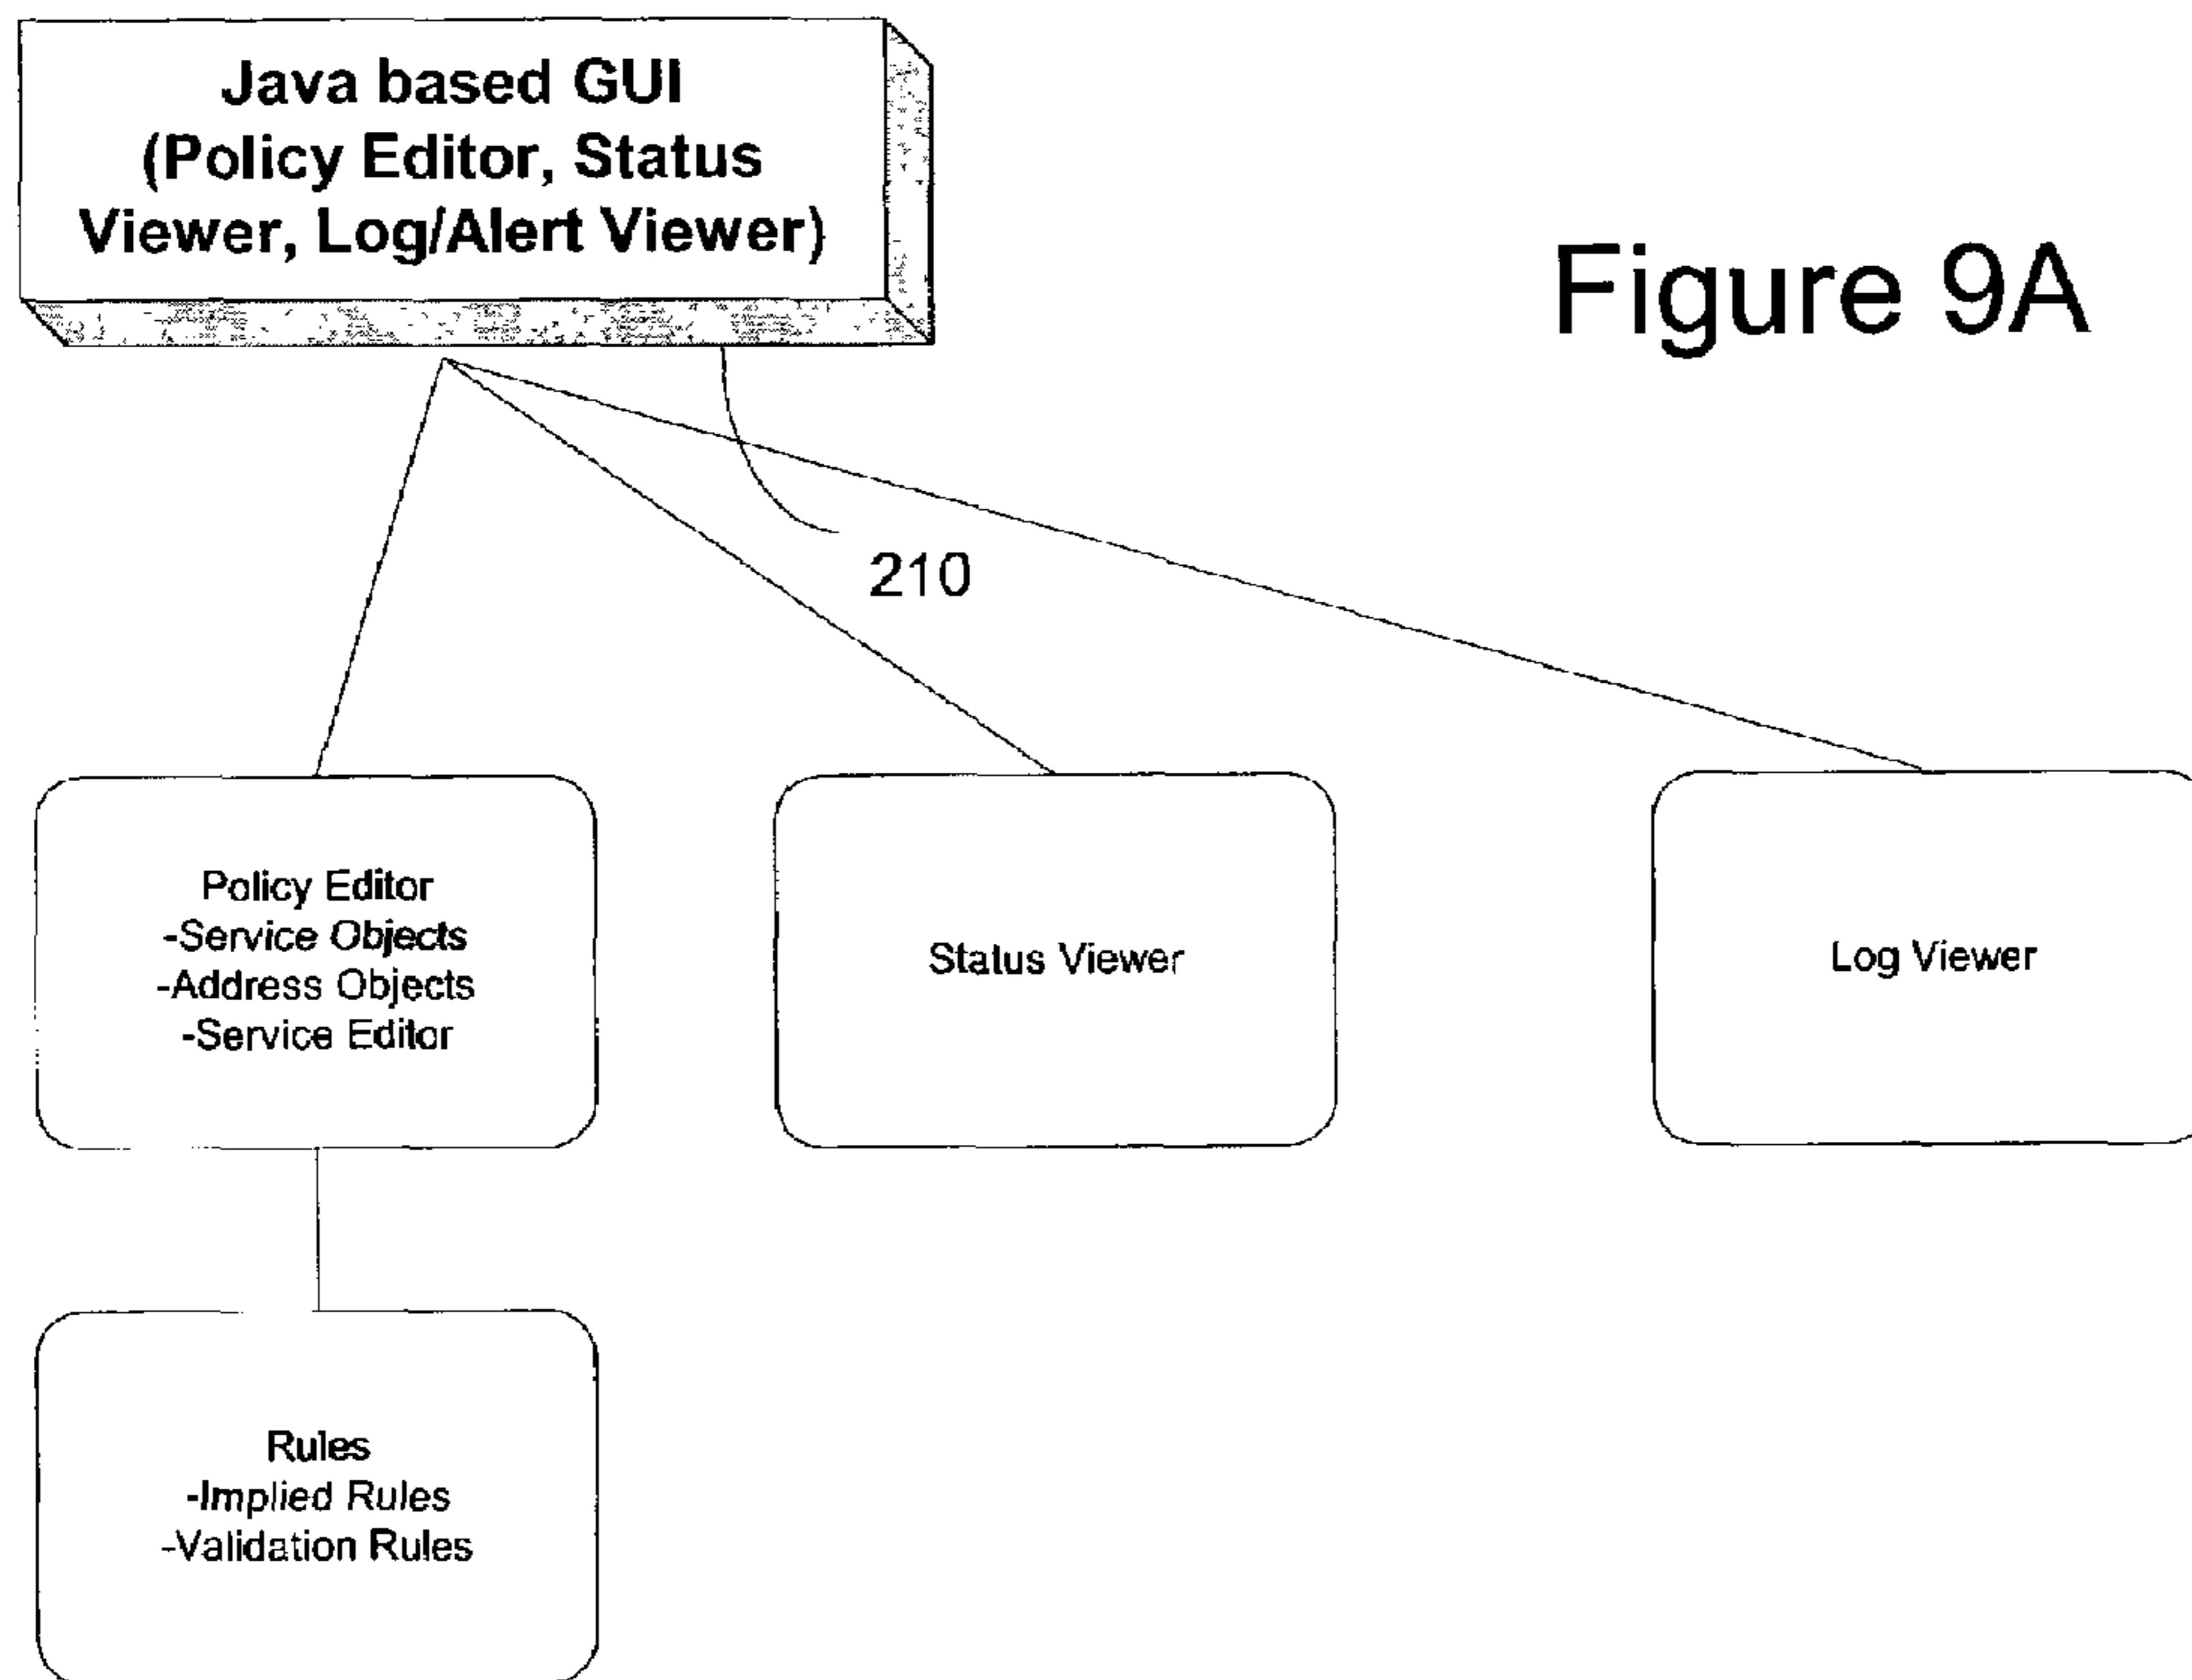 Java based GUI
(Policy Editor, Status
Viewer, Log/Alert Viewer)
Figure 9A
210
Policy Editor
-Service Objects
-Address Objects
-Service Editor
Status Viewer
Log Viewer
Rules
-Implied Rules
-Validation Rules